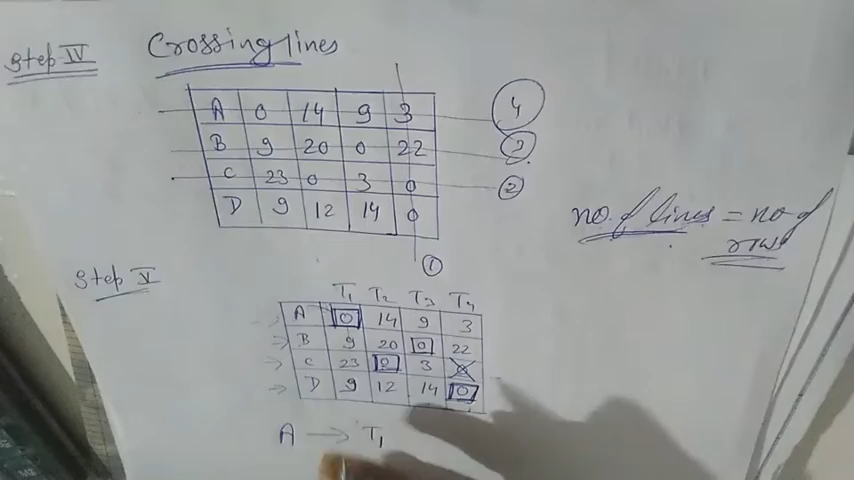 Step IV Crossing lines
A 0 14 9 3 4
B 9 20 0 22 3
C 23 0 3 0 2
D 9 12 14 0
1
no. of lines = no of
rows
Step V
T1 T2 T3 T4
A 0 14 9 3
B 9 20 0 22
C 23 0 3 0
D 9 12 14 0
A → T1